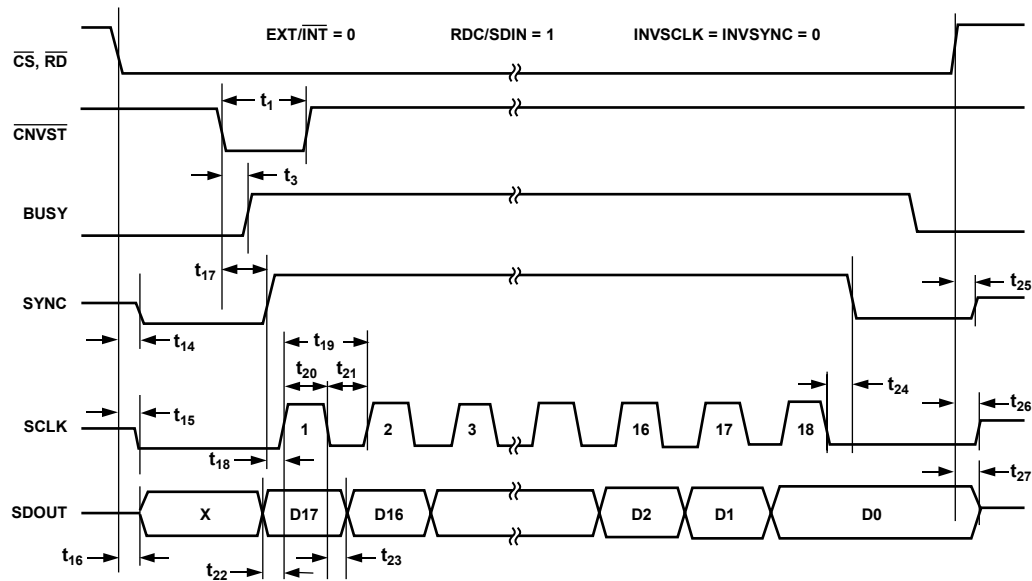 EXT/INT = 0 RDC/SDIN = 1 INVSCLK = INVSYNC = 0
CS, RD
t1
CNVST
t3
BUSY
t17
SYNC
t25
t14
t19
t20 t21
t24
t15
t26
SCLK
1 2 3 16 17 18
t18
t27
SDOUT
X D17 D16 D2 D1 D0
t16
t22
t23